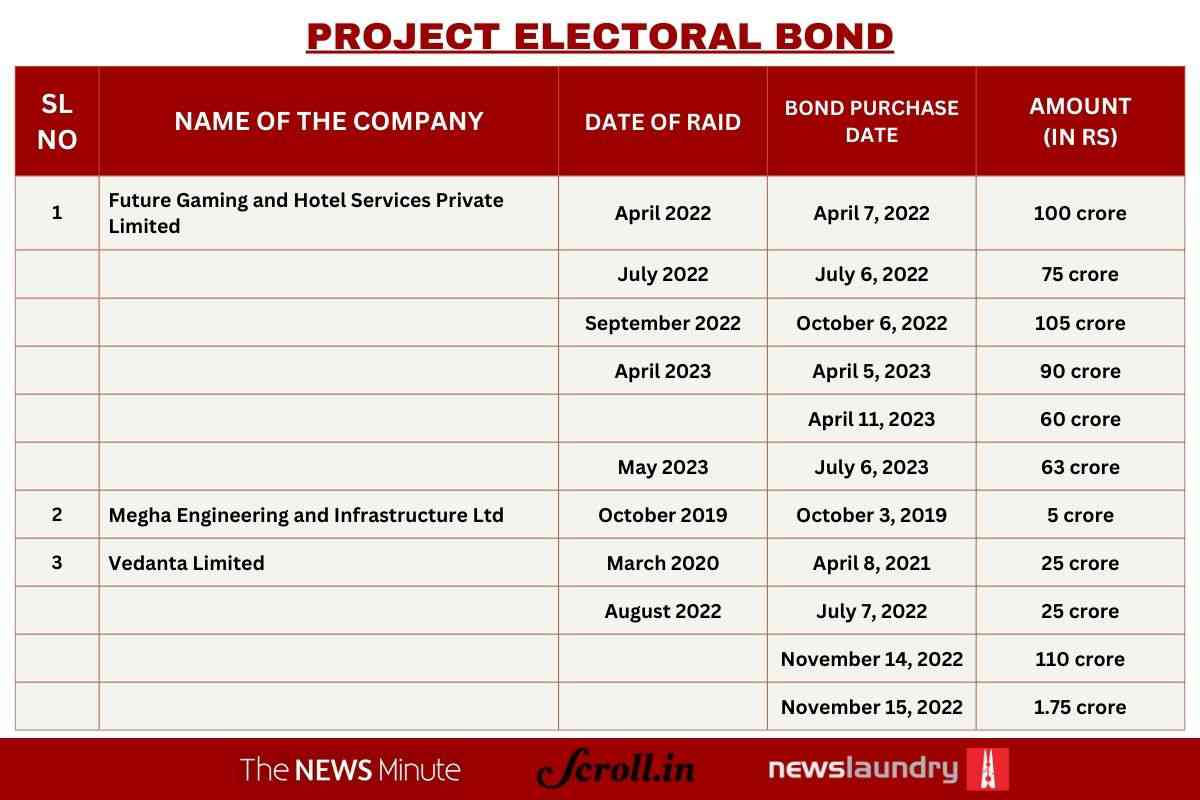 PROJECT ELECTORAL BOND
SL NO NAME OF THE COMPANY DATE OF RAID BOND PURCHASE DATE AMOUNT (IN RS)
1 Future Gaming and Hotel Services Private Limited April 2022 April 7, 2022 100 crore
July 2022 July 6, 2022 75 crore
September 2022 October 6, 2022 105 crore
April 2023 April 5, 2023 90 crore
April 11, 2023 60 crore
May 2023 July 6, 2023 63 crore
2 Megha Engineering and Infrastructure Ltd October 2019 October 3, 2019 5 crore
3 Vedanta Limited March 2020 April 8, 2021 25 crore
August 2022 July 7, 2022 25 crore
November 14, 2022 110 crore
November 15, 2022 1.75 crore
The NEWS Minute Scroll.in newslaundry